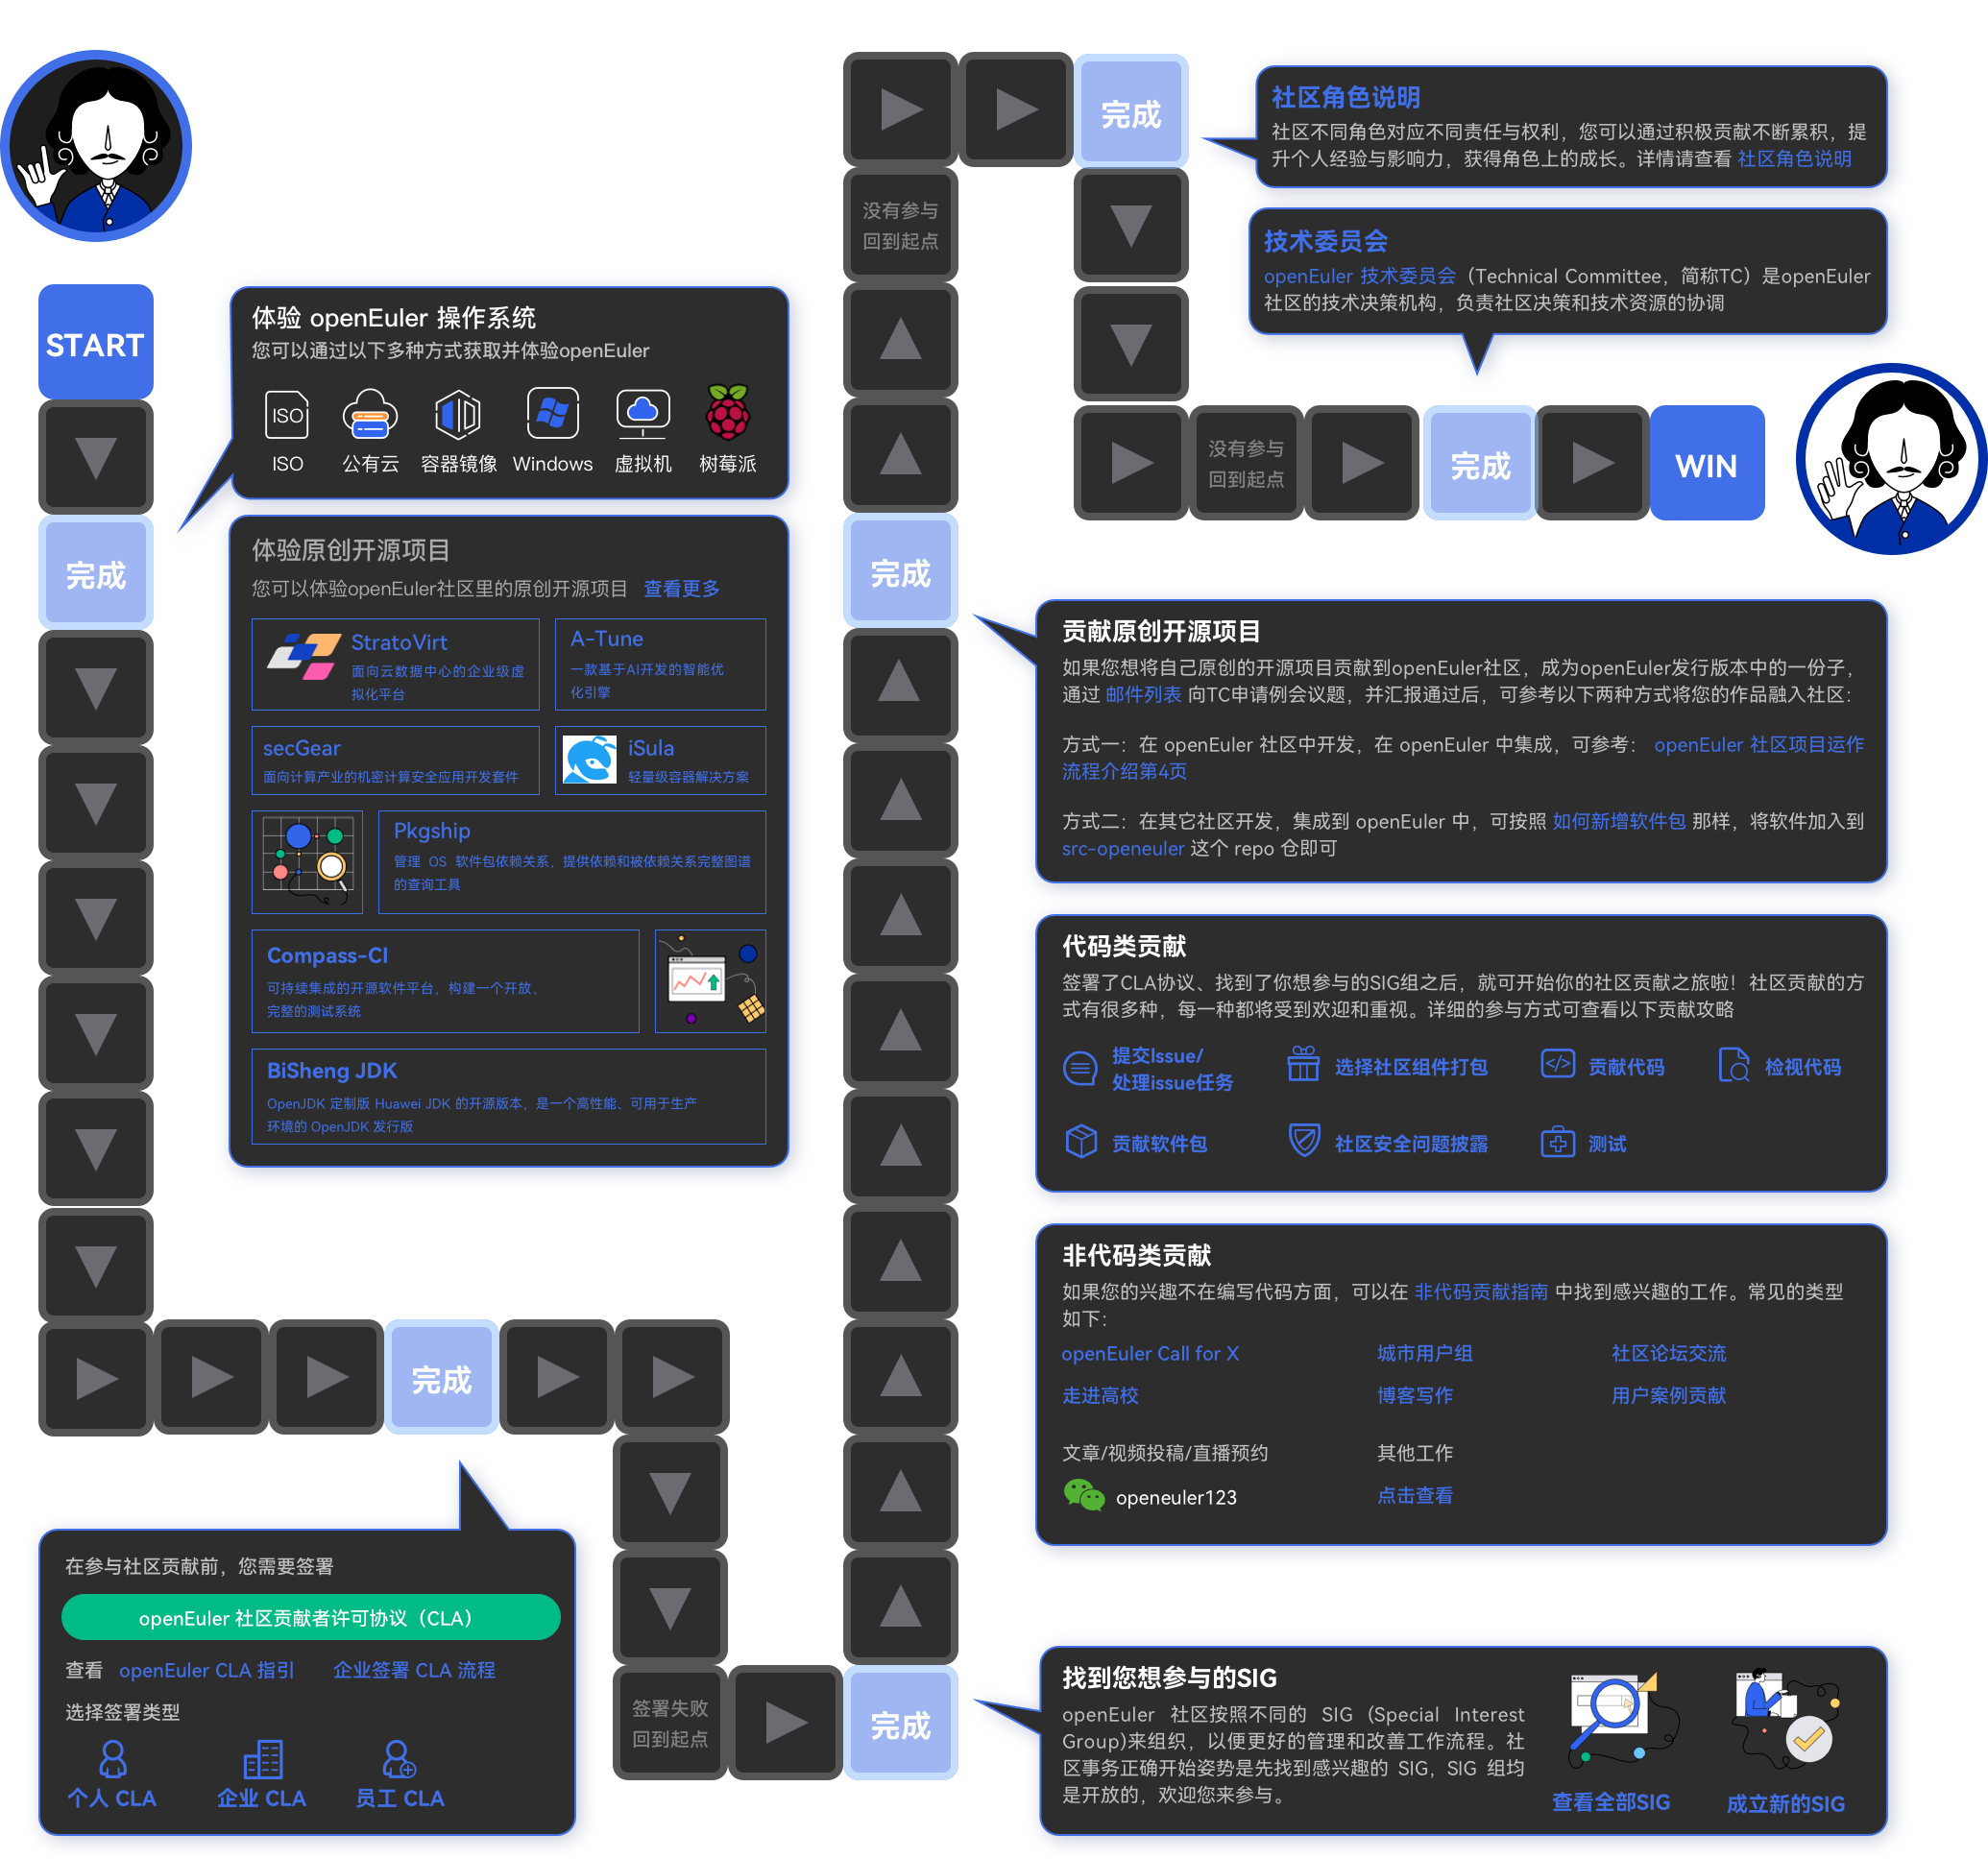 START
完成
体验 openEuler 操作系统
您可以通过以下多种方式获取并体验openEuler
ISO
ISO
公有云
容器镜像
Windows
虚拟机
树莓派
体验原创开源项目
您可以体验openEuler社区里的原创开源项目 查看更多
StratoVirt
面向云数据中心的企业级虚
拟化平台
A-Tune
一款基于AI开发的智能优
化引擎
secGear
面向计算产业的机密计算安全应用开发套件
iSula
轻量级容器解决方案
Pkgship
管理 OS 软件包依赖关系，提供依赖和被依赖关系完整图谱
的查询工具
Compass-CI
可持续集成的开源软件平台，构建一个开放、
完整的测试系统
BiSheng JDK
OpenJDK 定制版 Huawei JDK 的开源版本，是一个高性能、可用于生产
环境的 OpenJDK 发行版
完成
在参与社区贡献前，您需要签署
openEuler 社区贡献者许可协议（CLA）
查看 openEuler CLA 指引 企业签署 CLA 流程
选择签署类型
个人 CLA
企业 CLA
员工 CLA
签署失败
回到起点
完成
找到您想参与的SIG
openEuler 社区按照不同的 SIG (Special Interest
Group)来组织，以便更好的管理和改善工作流程。社
区事务正确开始姿势是先找到感兴趣的 SIG，SIG 组均
是开放的，欢迎您来参与。
查看全部SIG
成立新的SIG
完成
贡献原创开源项目
如果您想将自己原创的开源项目贡献到openEuler社区，成为openEuler发行版本中的一份子，
通过 邮件列表 向TC申请例会议题，并汇报通过后，可参考以下两种方式将您的作品融入社区：
方式一：在 openEuler 社区中开发，在 openEuler 中集成，可参考： openEuler 社区项目运作
流程介绍第4页
方式二：在其它社区开发，集成到 openEuler 中，可按照 如何新增软件包 那样，将软件加入到
src-openeuler 这个 repo 仓即可
代码类贡献
签署了CLA协议、找到了你想参与的SIG组之后，就可开始你的社区贡献之旅啦！社区贡献的方
式有很多种，每一种都将受到欢迎和重视。详细的参与方式可查看以下贡献攻略
提交Issue/
处理issue任务
选择社区组件打包
贡献代码
检视代码
贡献软件包
社区安全问题披露
测试
非代码类贡献
如果您的兴趣不在编写代码方面，可以在 非代码贡献指南 中找到感兴趣的工作。常见的类型
如下：
openEuler Call for X
城市用户组
社区论坛交流
走进高校
博客写作
用户案例贡献
文章/视频投稿/直播预约
其他工作
openeuler123
点击查看
没有参与
回到起点
完成
社区角色说明
社区不同角色对应不同责任与权利，您可以通过积极贡献不断累积，提
升个人经验与影响力，获得角色上的成长。详情请查看 社区角色说明
技术委员会
openEuler 技术委员会（Technical Committee，简称TC）是openEuler
社区的技术决策机构，负责社区决策和技术资源的协调
没有参与
回到起点
完成
WIN